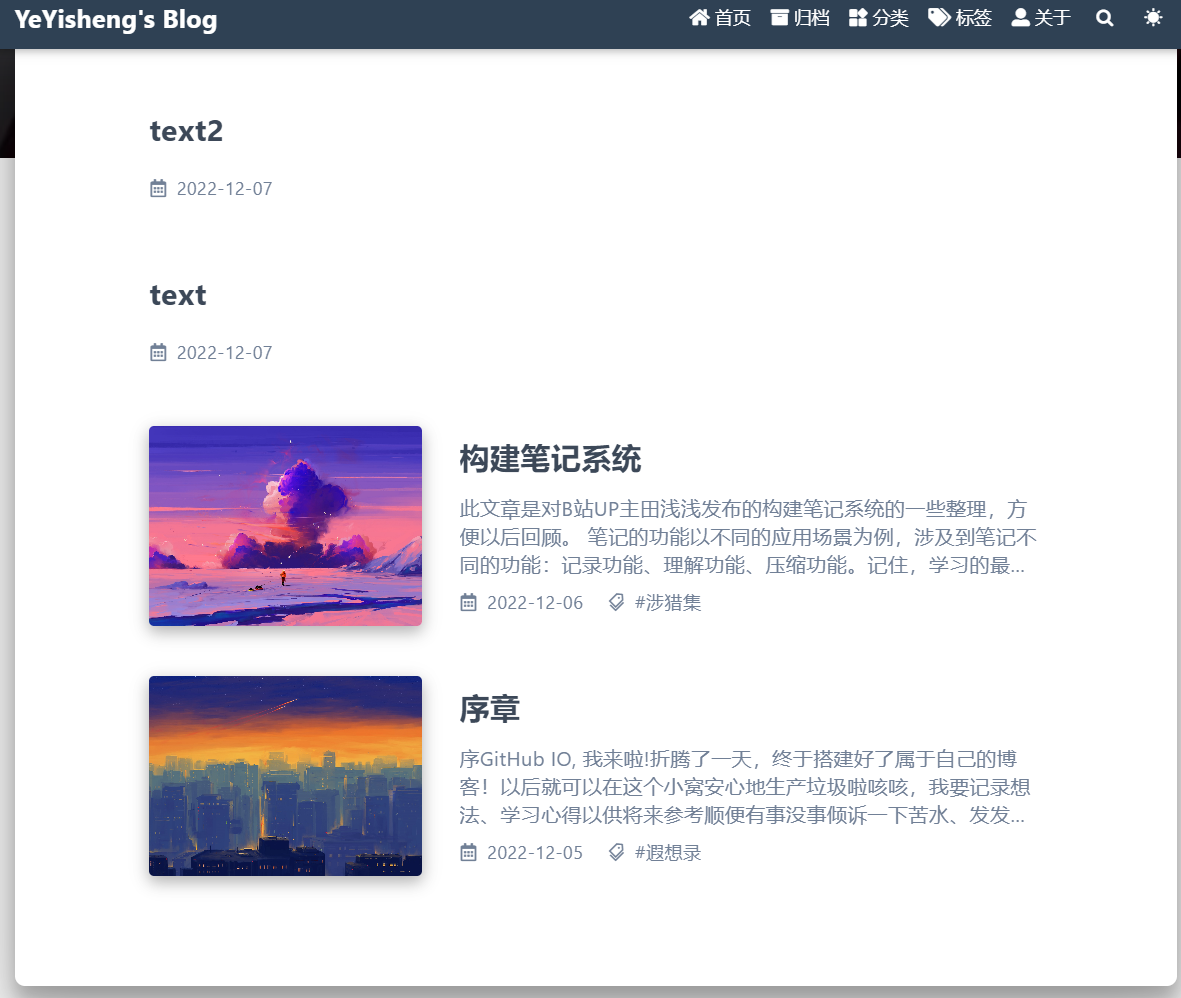 YeYisheng's Blog
首页 归档 分类 标签 关于
text2
2022-12-07
text
2022-12-07
构建笔记系统
此文章是对B站UP主田浅浅发布的构建笔记系统的一些整理，方
便以后回顾。 笔记的功能以不同的应用场景为例，涉及到笔记不
同的功能：记录功能、理解功能、压缩功能。记住，学习的最...
2022-12-06 #涉猎集
序章
序GitHub IO, 我来啦!折腾了一天，终于搭建好了属于自己的博
客！以后就可以在这个小窝安心地生产垃圾啦咳咳，我要记录想
法、学习心得以供将来参考顺便有事没事倾诉一下苦水、发发...
2022-12-05 #遐想录